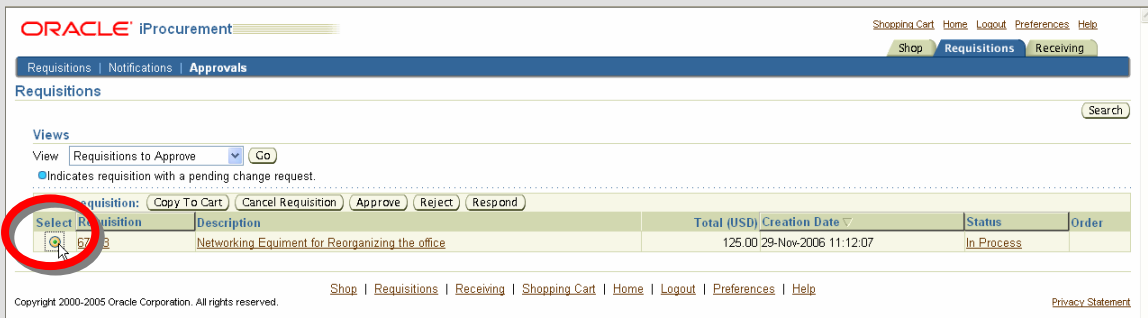 ORACLE® iProcurement
Shopping Cart Home Logout Preferences Help
Shop Requisitions Receiving
Requisitions | Notifications | Approvals
Requisitions
Search
Views
View Requisitions to Approve Go
Indicates requisition with a pending change request.
Copy To Cart Cancel Requisition Approve Reject Respond
Select Requisition Description Total (USD) Creation Date Status Order
Networking Equiment for Reorganizing the office 125.00 29-Nov-2006 11:12:07 In Process
Shop | Requisitions | Receiving | Shopping Cart | Home | Logout | Preferences | Help
Copyright 2000-2005 Oracle Corporation. All rights reserved.
Privacy Statement